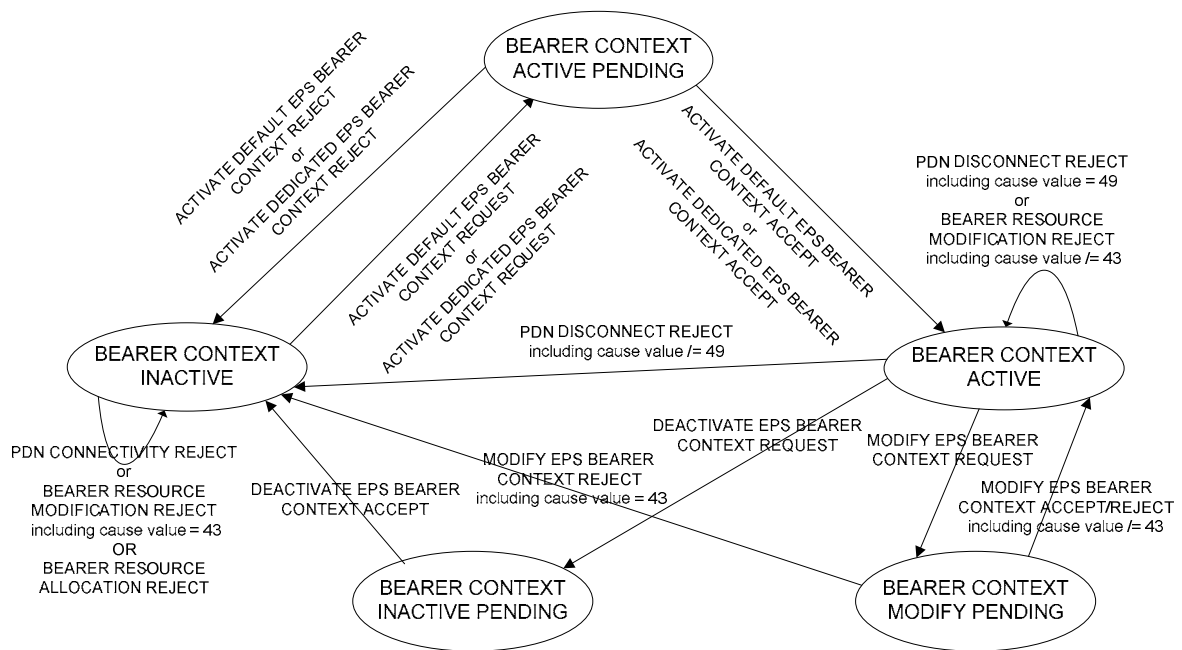 BEARER CONTEXT
ACTIVE PENDING
ACTIVATE DEFAULT EPS BEARER
CONTEXT REJECT
or
ACTIVATE DEDICATED EPS BEARER
CONTEXT REJECT
ACTIVATE DEFAULT EPS BEARER
CONTEXT REQUEST
or
ACTIVATE DEDICATED EPS BEARER
CONTEXT REQUEST
ACTIVATE DEFAULT EPS BEARER
CONTEXT ACCEPT
or
ACTIVATE DEDICATED EPS BEARER
CONTEXT ACCEPT
PDN DISCONNECT REJECT
including cause value = 49
or
BEARER RESOURCE
MODIFICATION REJECT
including cause value /= 43
BEARER CONTEXT
INACTIVE
PDN DISCONNECT REJECT
including cause value /= 49
BEARER CONTEXT
ACTIVE
PDN CONNECTIVITY REJECT
or
BEARER RESOURCE
MODIFICATION REJECT
including cause value = 43
OR
BEARER RESOURCE
ALLOCATION REJECT
DEACTIVATE EPS BEARER
CONTEXT ACCEPT
MODIFY EPS BEARER
CONTEXT REJECT
including cause value = 43
DEACTIVATE EPS BEARER
CONTEXT REQUEST
MODIFY EPS BEARER
CONTEXT REQUEST
MODIFY EPS BEARER
CONTEXT ACCEPT/REJECT
including cause value /= 43
BEARER CONTEXT
INACTIVE PENDING
BEARER CONTEXT
MODIFY PENDING